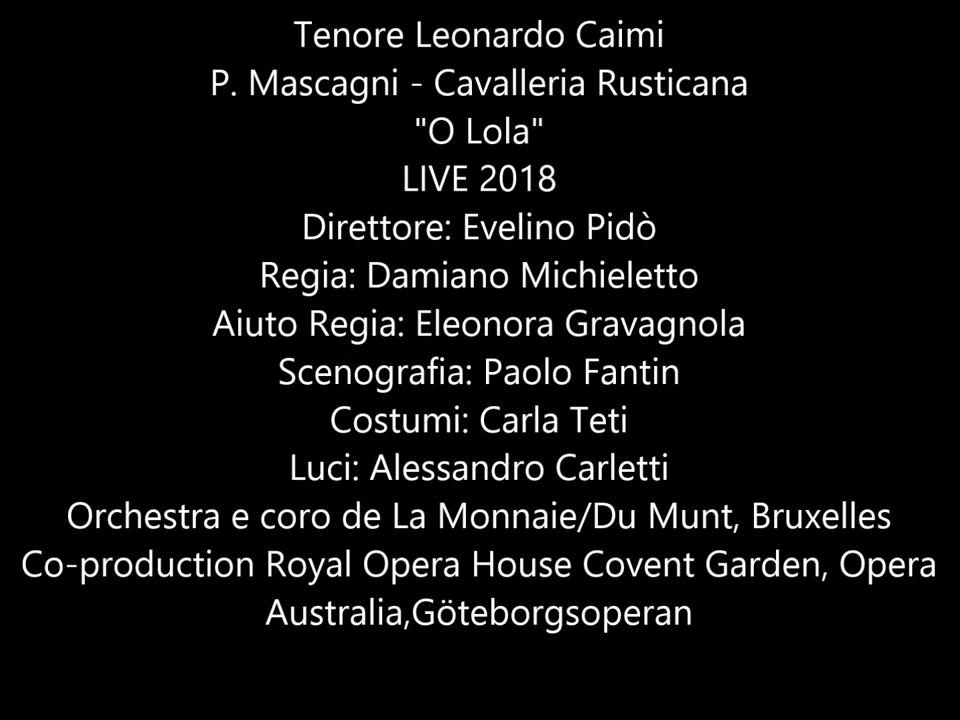 Tenore Leonardo Caimi
P. Mascagni - Cavalleria Rusticana
"O Lola"
LIVE 2018
Direttore: Evelino Pidò
Regia: Damiano Michieletto
Aiuto Regia: Eleonora Gravagnola
Scenografia: Paolo Fantin
Costumi: Carla Teti
Luci: Alessandro Carletti
Orchestra e coro de La Monnaie/Du Munt, Bruxelles
Co-production Royal Opera House Covent Garden, Opera
Australia,Göteborgsoperan